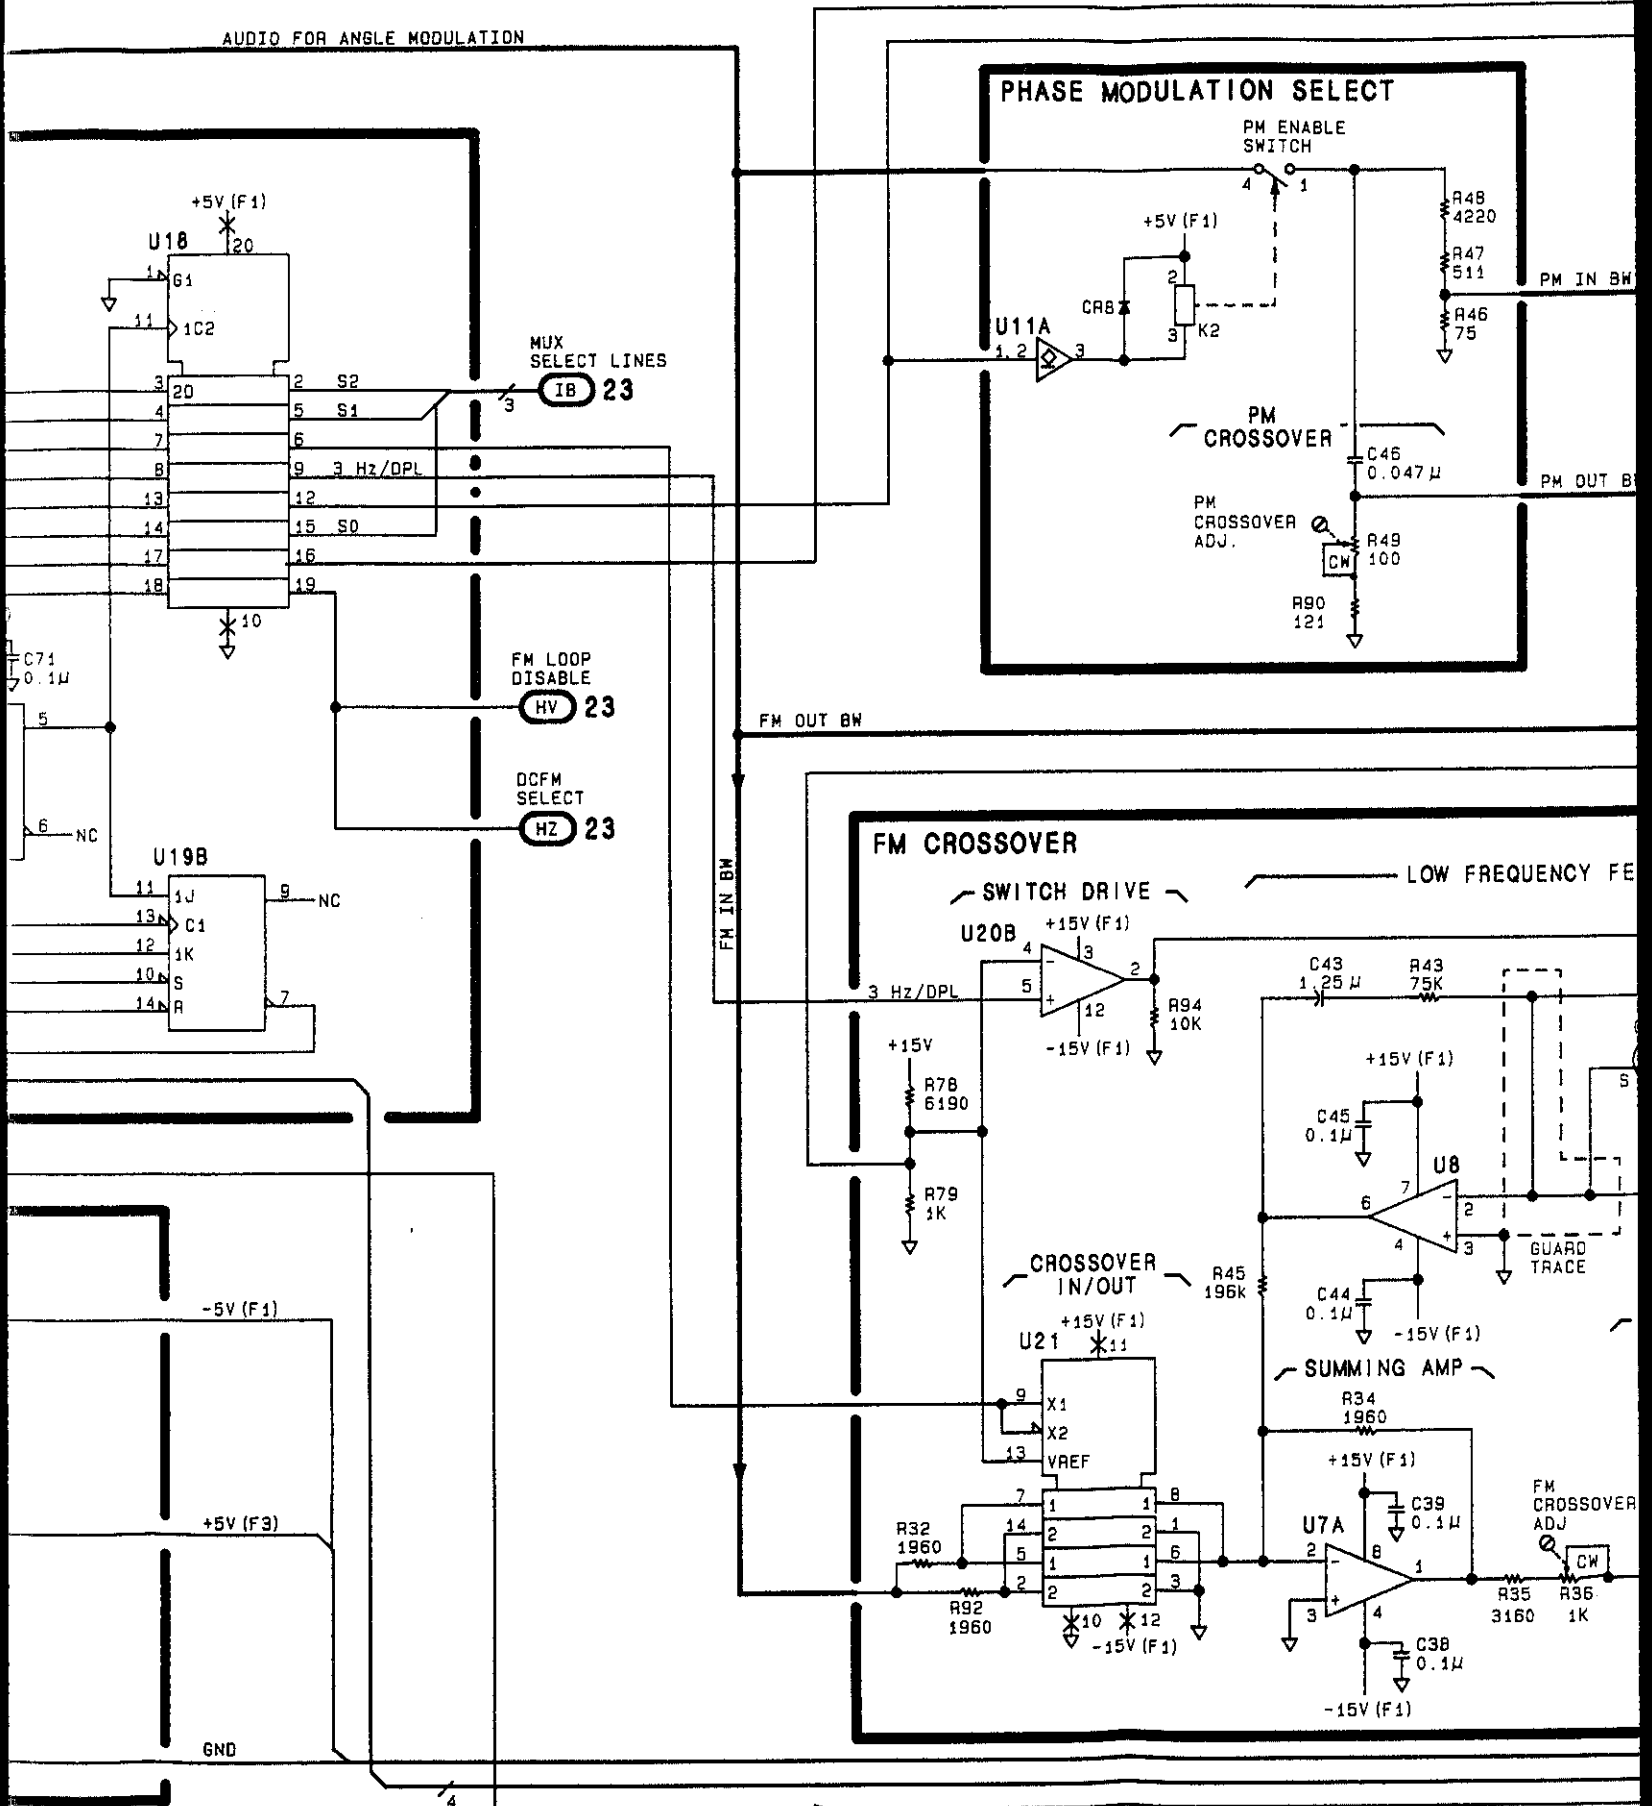 AUDIO FOR ANGLE MODULATION
PHASE MODULATION SELECT
PM ENABLE
SWITCH
4
1
R48
4220
R47
511
PM IN BW
R46
75
+5V(F1)
2
CR8
3
K2
U11A
1,2
3
PM
CROSSOVER
C46
0.047µ
PM OUT B
PM
CROSSOVER
ADJ.
R49
100
CW
R90
121
+5V(F1)
U18
20
1
G1
11
1C2
3
2D
2
S2
4
5
S1
7
6
8
9
3 Hz/DPL
13
12
14
15
S0
17
16
18
19
10
MUX
SELECT LINES
3
IB
23
C71
0.1µ
5
6
NC
FM LOOP
DISABLE
HV
23
DCFM
SELECT
HZ
23
U19B
11
1J
9
NC
13
C1
12
1K
10
S
14
R
7
FM OUT BW
FM IN BW
-5V(F1)
+5V(F3)
GND
4
FM CROSSOVER
SWITCH DRIVE
LOW FREQUENCY FE
+15V(F1)
U20B
4
3
-
2
5
+
3 Hz/DPL
12
-15V(F1)
R94
10K
+15V
R78
6190
R79
1K
C43
1.25µ
R43
75K
+15V(F1)
S
C45
0.1µ
U8
7
6
-
2
+
3
4
GUARD
TRACE
C44
0.1µ
-15V(F1)
R45
196k
CROSSOVER
IN/OUT
+15V(F1)
U21
11
9
X1
X2
13
VREF
7
1
1
8
14
2
2
1
5
1
1
6
2
2
2
3
10
12
-15V(F1)
R32
1960
R92
1960
SUMMING AMP
R34
1960
+15V(F1)
C39
0.1µ
U7A
8
2
-
1
3
+
4
C38
0.1µ
-15V(F1)
FM
CROSSOVER
ADJ
CW
R35
3160
R36
1K